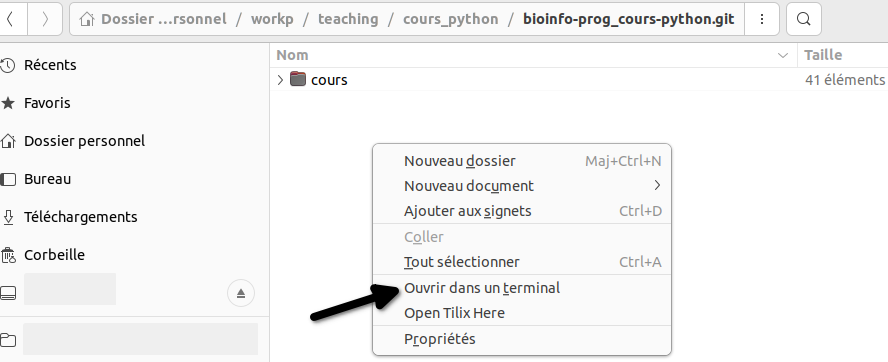 Dossier …rsonnel / workp / teaching / cours_python / bioinfo-prog_cours-python.git
Nom Taille
cours 41 éléments
Récents
Favoris
Dossier personnel
Bureau
Téléchargements
Corbeille
Nouveau dossier Maj+Ctrl+N
Nouveau document
Ajouter aux signets Ctrl+D
Coller
Tout sélectionner Ctrl+A
Ouvrir dans un terminal
Open Tilix Here
Propriétés